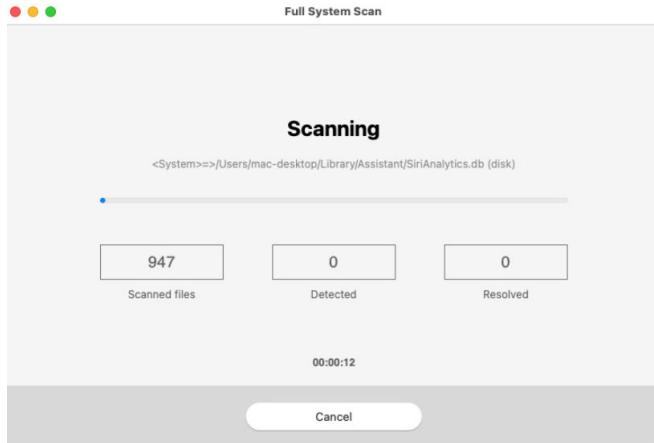 Full System Scan
Scanning
<System>=>/Users/mac-desktop/Library/Assistant/SiriAnalytics.db (disk)
947
0
0
Scanned files
Detected
Resolved
00:00:12
Cancel